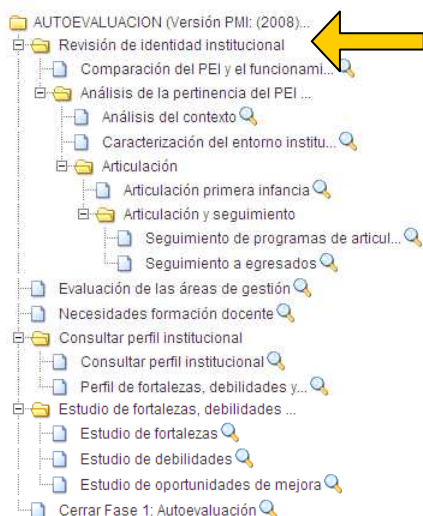 AUTOEVALUACION (Versión PMI: (2008)...
Revisión de identidad institucional
Comparación del PEI y el funcionami...
Análisis de la pertinencia del PEI ...
Análisis del contexto
Caracterización del entorno institu...
Articulación
Articulación primera infancia
Articulación y seguimiento
Seguimiento de programas de articul...
Seguimiento a egresados
Evaluación de las áreas de gestión
Necesidades formación docente
Consultar perfil institucional
Consultar perfil institucional
Perfil de fortalezas, debilidades y...
Estudio de fortalezas, debilidades ...
Estudio de fortalezas
Estudio de debilidades
Estudio de oportunidades de mejora
Cerrar Fase 1: Autoevaluación